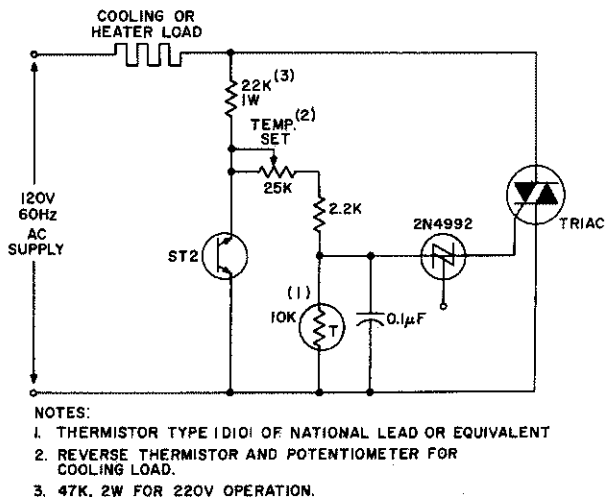 COOLING OR
HEATER LOAD
22K (3)
1W
TEMP. (2)
SET
25K
2.2K
120V
60Hz
AC
SUPPLY
ST2
2N4992
TRIAC
(1)
10K
T
0.1μF
NOTES:
1. THERMISTOR TYPE 1D101 OF NATIONAL LEAD OR EQUIVALENT
2. REVERSE THERMISTOR AND POTENTIOMETER FOR
COOLING LOAD.
3. 47K, 2W FOR 220V OPERATION.